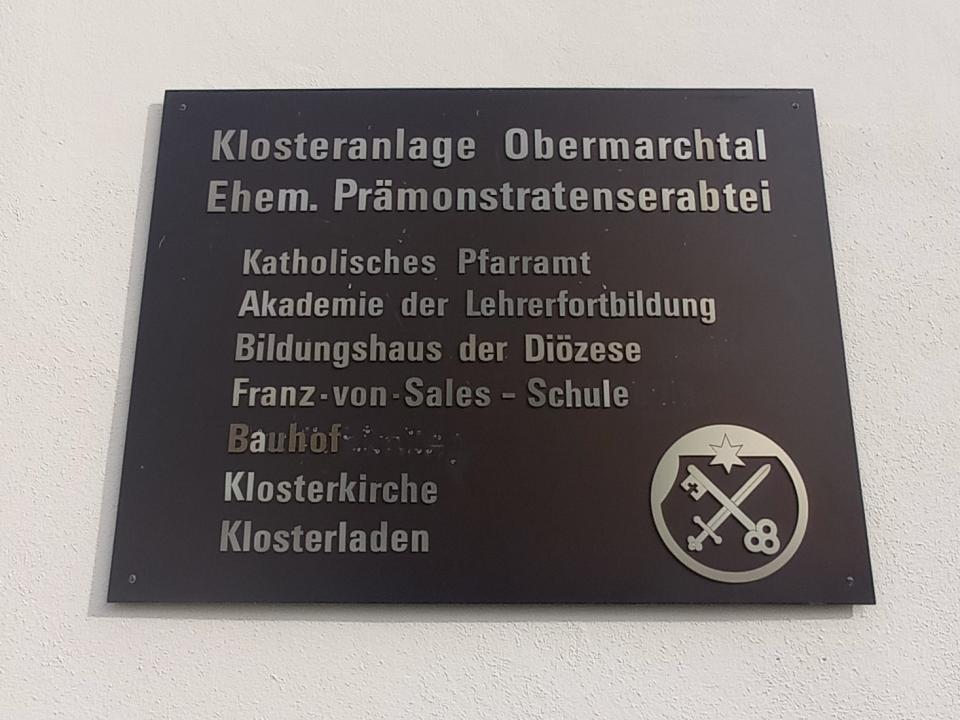 Klosteranlage Obermarchtal
Ehem. Prämonstratenserabtei
Katholisches Pfarramt
Akademie der Lehrerfortbildung
Bildungshaus der Diözese
Franz-von-Sales - Schule
Bauhof
Klosterkirche
Klosterladen